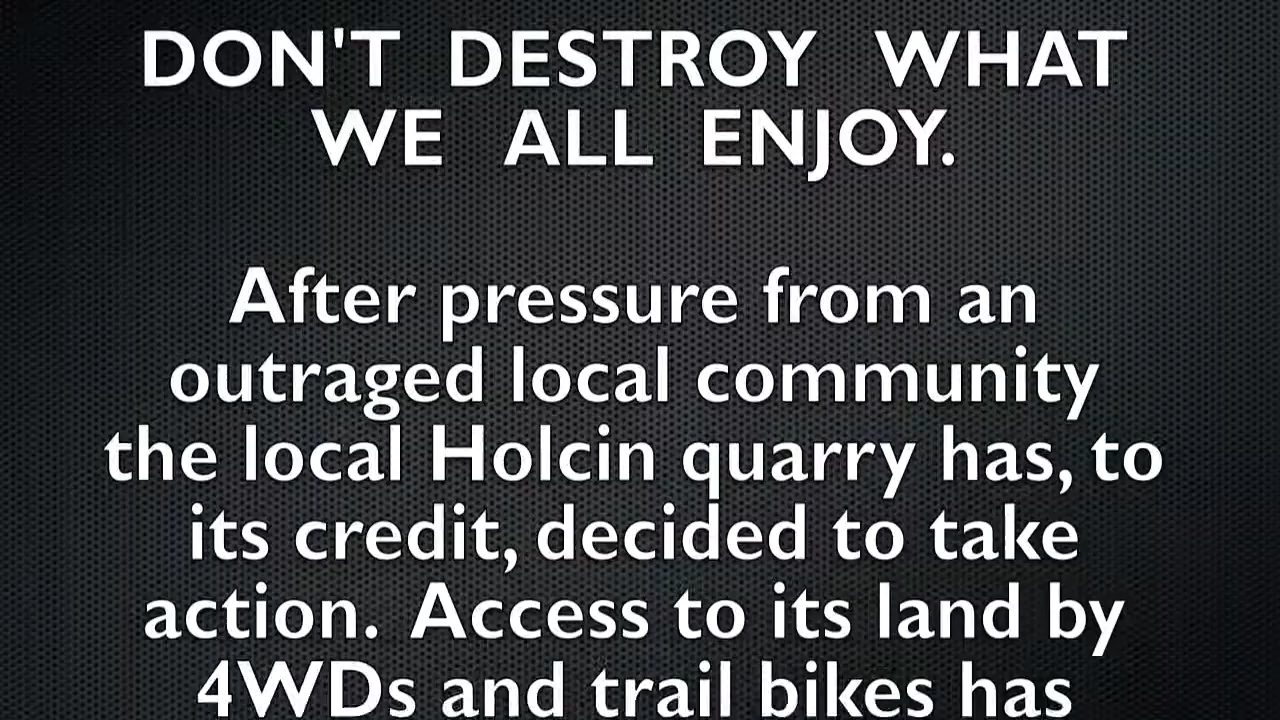 DON'T DESTROY WHAT
WE ALL ENJOY.
After pressure from an
outraged local community
the local Holcin quarry has, to
its credit, decided to take
action. Access to its land by
4WDs and trail bikes has